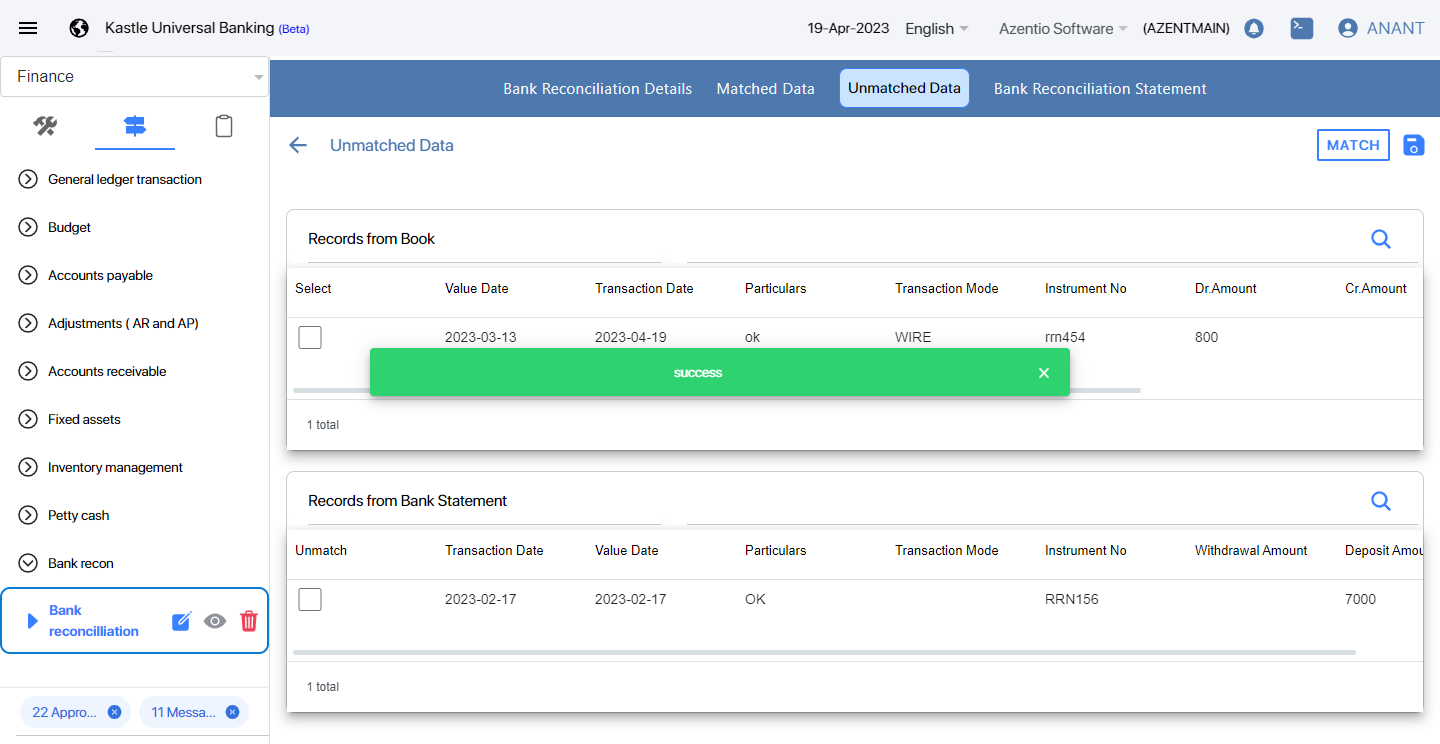 Kastle Universal Banking (Beta)
19-Apr-2023
English
Azentio Software
(AZENTMAIN)
ANANT
Finance
General ledger transaction
Budget
Accounts payable
Adjustments ( AR and AP)
Accounts receivable
Fixed assets
Inventory management
Petty cash
Bank recon
Bank
reconcilliation
22 Appro...
11 Messa...
Bank Reconciliation Details
Matched Data
Unmatched Data
Bank Reconciliation Statement
Unmatched Data
MATCH
Records from Book
Select Value Date Transaction Date Particulars Transaction Mode Instrument No Dr.Amount Cr.Amount
2023-03-13 2023-04-19 ok WIRE rrn454 800
success
1 total
Records from Bank Statement
Unmatch Transaction Date Value Date Particulars Transaction Mode Instrument No Withdrawal Amount Deposit Amou
2023-02-17 2023-02-17 OK RRN156 7000
1 total